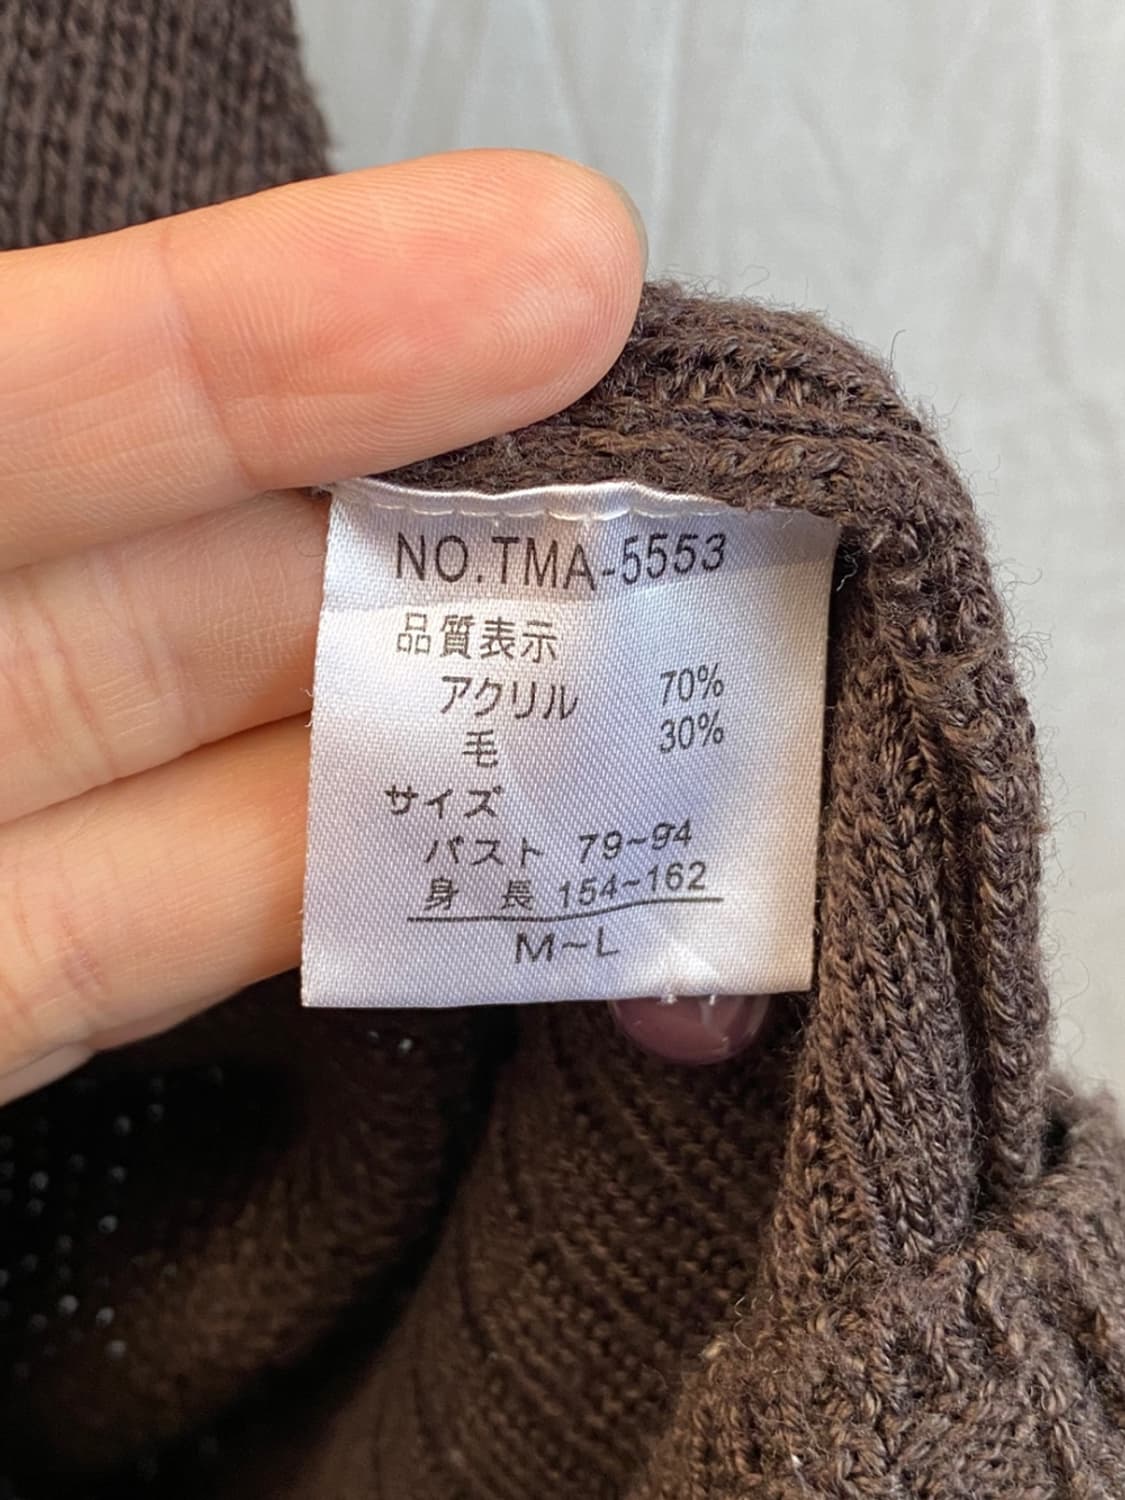 NO.TMA-5553
品質表示
アクリル 70%
毛 30%
サイズ
バスト 79~94
身 長 154~162
M~L